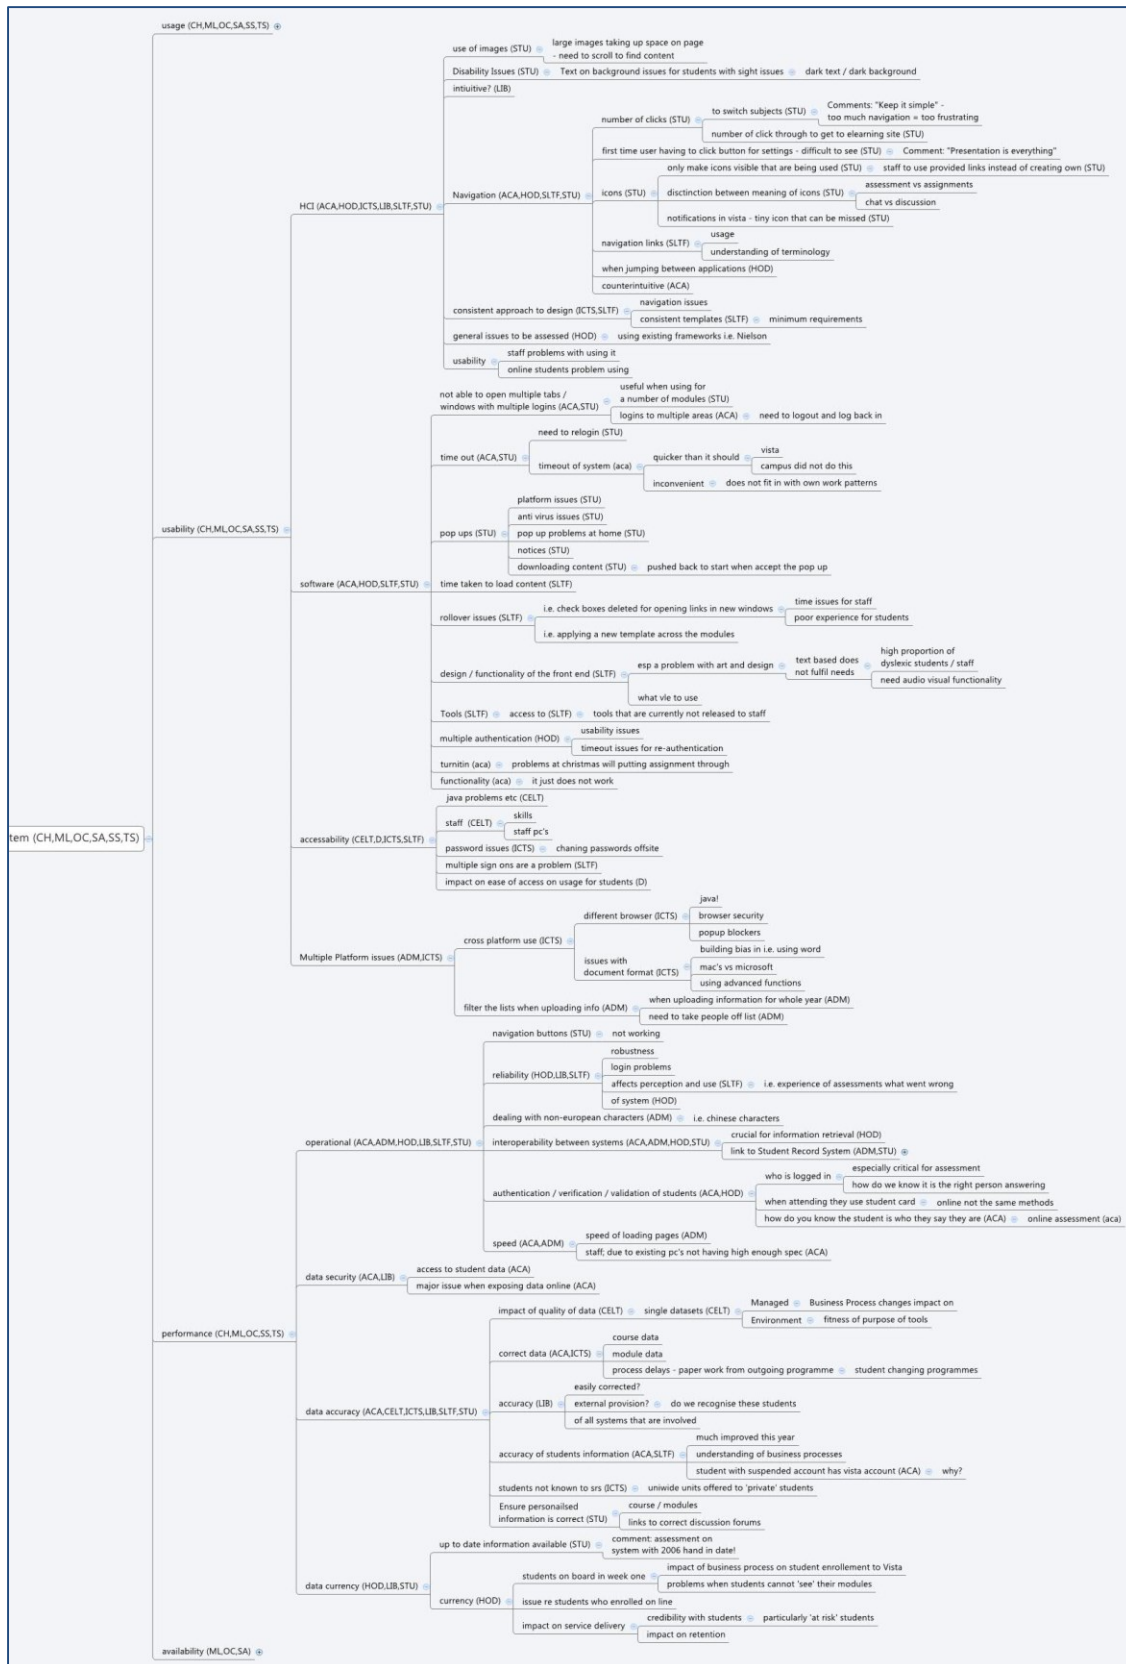 usage (CH,ML,OC,SA,SS,TS)
use of images (STU)
large images taking up space on page
- need to scroll to find content
Disability Issues (STU)
Text on background issues for students with sight issues
dark text / dark background
intiuitive? (LIB)
number of clicks (STU)
to switch subjects (STU)
Comments: "Keep it simple" -
too much navigation = too frustrating
number of click through to get to elearning site (STU)
first time user having to click button for settings - difficult to see (STU)
Comment: "Presentation is everything"
Navigation (ACA,HOD,SLTF,STU)
icons (STU)
only make icons visible that are being used (STU)
staff to use provided links instead of creating own (STU)
disctinction between meaning of icons (STU)
assessment vs assignments
chat vs discussion
notifications in vista - tiny icon that can be missed (STU)
HCI (ACA,HOD,ICTS,LIB,SLTF,STU)
navigation links (SLTF)
usage
understanding of terminology
when jumping between applications (HOD)
counterintuitive (ACA)
consistent approach to design (ICTS,SLTF)
navigation issues
consistent templates (SLTF)
minimum requirements
general issues to be assessed (HOD)
using existing frameworks i.e. Nielson
usability
staff problems with using it
online students problem using
usability (CH,ML,OC,SA,SS,TS)
software (ACA,HOD,SLTF,STU)
not able to open multiple tabs /
windows with multiple logins (ACA,STU)
useful when using for
a number of modules (STU)
logins to multiple areas (ACA)
need to logout and log back in
time out (ACA,STU)
need to relogin (STU)
timeout of system (aca)
quicker than it should
vista
campus did not do this
inconvenient
does not fit in with own work patterns
pop ups (STU)
platform issues (STU)
anti virus issues (STU)
pop up problems at home (STU)
notices (STU)
downloading content (STU)
pushed back to start when accept the pop up
time taken to load content (SLTF)
rollover issues (SLTF)
i.e. check boxes deleted for opening links in new windows
time issues for staff
poor experience for students
i.e. applying a new template across the modules
design / functionality of the front end (SLTF)
esp a problem with art and design
text based does
not fulfil needs
high proportion of
dyslexic students / staff
need audio visual functionality
what vle to use
Tools (SLTF)
access to (SLTF)
tools that are currently not released to staff
multiple authentication (HOD)
usability issues
timeout issues for re-authentication
turnitin (aca)
problems at christmas will putting assignment through
functionality (aca)
it just does not work
tem (CH,ML,OC,SA,SS,TS)
accessability (CELT,D,ICTS,SLTF)
java problems etc (CELT)
staff (CELT)
skills
staff pc's
password issues (ICTS)
chaning passwords offsite
multiple sign ons are a problem (SLTF)
impact on ease of access on usage for students (D)
Multiple Platform issues (ADM,ICTS)
cross platform use (ICTS)
different browser (ICTS)
java!
browser security
popup blockers
issues with
document format (ICTS)
building bias in i.e. using word
mac's vs microsoft
using advanced functions
filter the lists when uploading info (ADM)
when uploading information for whole year (ADM)
need to take people off list (ADM)
performance (CH,ML,OC,SS,TS)
operational (ACA,ADM,HOD,LIB,SLTF,STU)
navigation buttons (STU)
not working
reliability (HOD,LIB,SLTF)
robustness
login problems
affects perception and use (SLTF)
i.e. experience of assessments what went wrong
of system (HOD)
dealing with non-european characters (ADM)
i.e. chinese characters
interoperability between systems (ACA,ADM,HOD,STU)
crucial for information retrieval (HOD)
link to Student Record System (ADM,STU)
authentication / verification / validation of students (ACA,HOD)
who is logged in
especially critical for assessment
how do we know it is the right person answering
when attending they use student card
online not the same methods
how do you know the student is who they say they are (ACA)
online assessment (aca)
speed (ACA,ADM)
speed of loading pages (ADM)
staff; due to existing pc's not having high enough spec (ACA)
data security (ACA,LIB)
access to student data (ACA)
major issue when exposing data online (ACA)
data accuracy (ACA,CELT,ICTS,LIB,SLTF,STU)
impact of quality of data (CELT)
single datasets (CELT)
Managed
Business Process changes impact on
Environment
fitness of purpose of tools
correct data (ACA,ICTS)
course data
module data
process delays - paper work from outgoing programme
student changing programmes
accuracy (LIB)
easily corrected?
external provision?
do we recognise these students
of all systems that are involved
accuracy of students information (ACA,SLTF)
much improved this year
understanding of business processes
student with suspended account has vista account (ACA)
why?
students not known to srs (ICTS)
uniwide units offered to 'private' students
Ensure personailsed
information is correct (STU)
course / modules
links to correct discussion forums
data currency (HOD,LIB,STU)
up to date information available (STU)
comment: assessment on
system with 2006 hand in date!
currency (HOD)
students on board in week one
impact of business process on student enrollement to Vista
problems when students cannot 'see' their modules
issue re students who enrolled on line
impact on service delivery
credibility with students
particularly 'at risk' students
impact on retention
availability (ML,OC,SA)